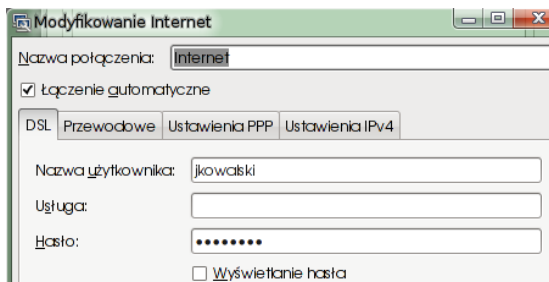 Modyfikowanie Internet
Nazwa połączenia: Internet
Łączenie automatyczne
DSL Przewodowe Ustawienia PPP Ustawienia IPv4
Nazwa użytkownika: jkowalski
Usługa:
Hasło: ••••••••
Wyświetlanie hasła